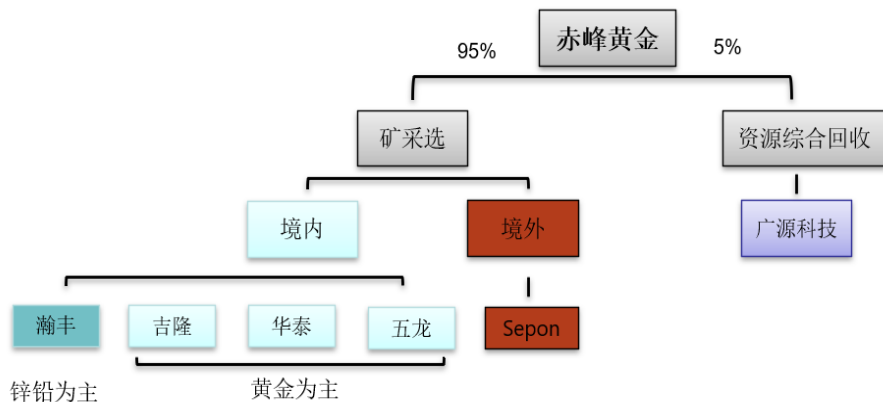 赤峰黄金
95%
5%
矿采选
资源综合回收
境内
境外
广源科技
瀚丰
吉隆
华泰
五龙
Sepon
锌铅为主
黄金为主